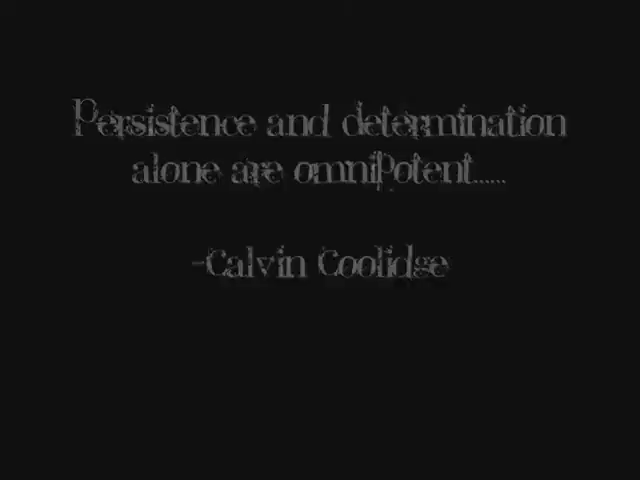 Persistence and determination
alone are omnipotent......
-Calvin Coolidge